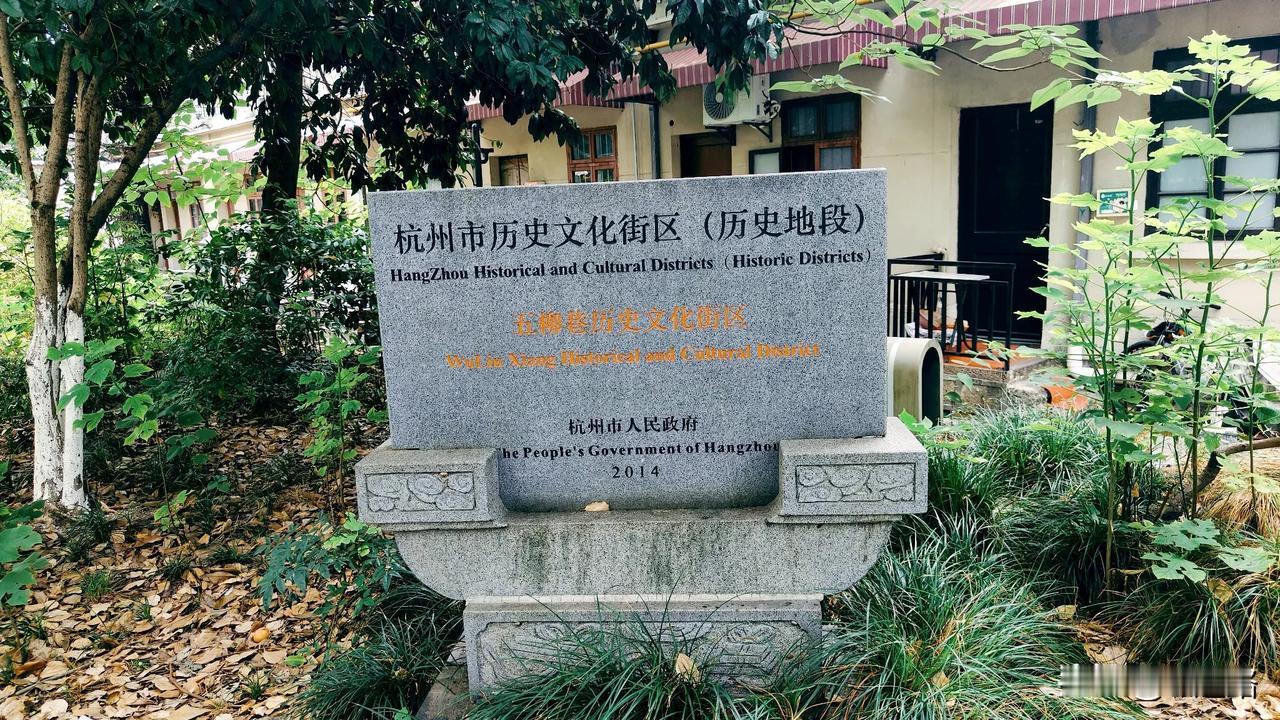 杭州市历史文化街区（历史地段）
HangZhou Historical and Cultural Districts（Historic Districts）
五柳巷历史文化街区
WuLiu Xiang Historical and Cultural District
杭州市人民政府
he People's Government of Hangzhou
2014